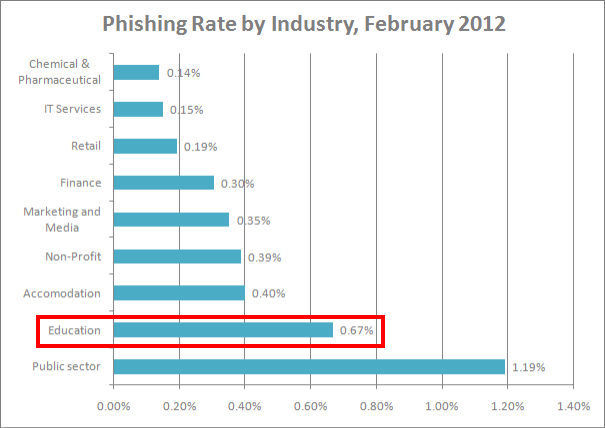 Phishing Rate by Industry, February 2012
Chemical &
Pharmaceutical
0.14%
IT Services
0.15%
Retail
0.19%
Finance
0.30%
Marketing and
Media
0.35%
Non-Profit
0.39%
Accomodation
0.40%
Education
0.67%
Public sector
1.19%
0.00% 0.20% 0.40% 0.60% 0.80% 1.00% 1.20% 1.40%